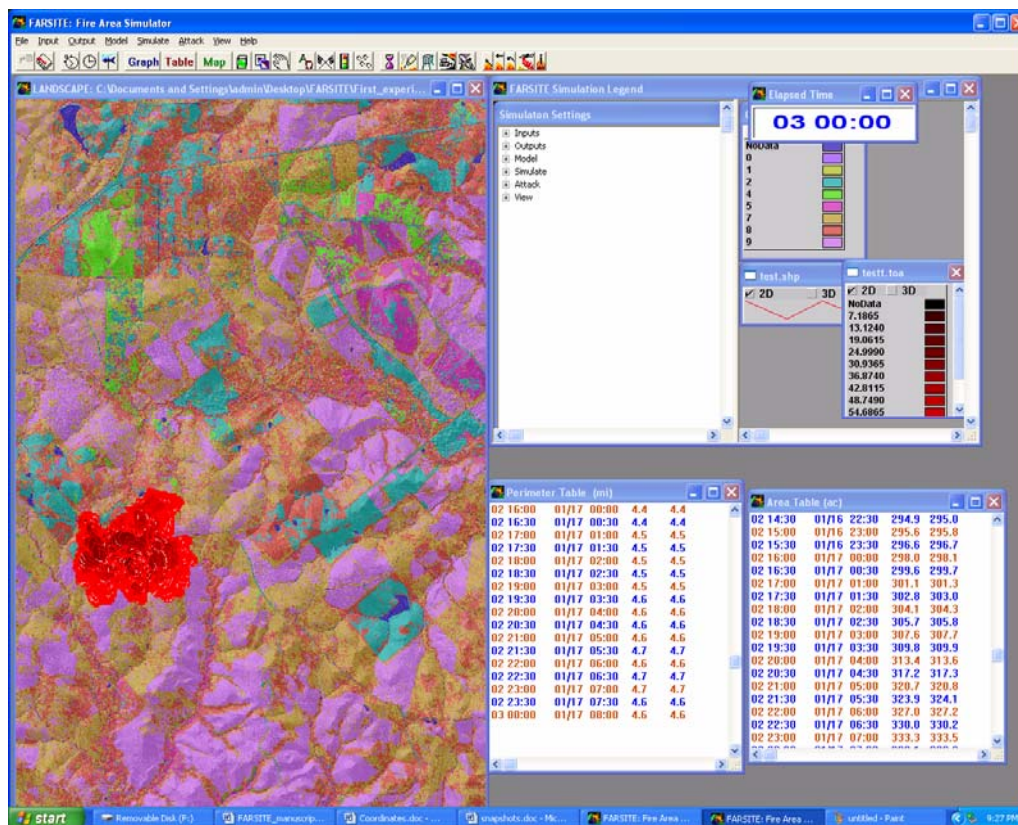 FARSITE: Fire Area Simulator
File Input Output Model Simulate Attack View Help
Graph Table Map
LANDSCAPE: C:\Documents and Settings\admin\Desktop\FARSITE\First_experi...
FARSITE Simulation Legend
Simulaton Settings
Inputs
Outputs
Model
Simulate
Attack
View
Elapsed Time
03 00:00
NoData
0
1
2
4
5
7
8
9
test.shp
2D 3D
testt.toa
2D 3D
NoData
7.1865
13.1240
19.0615
24.9990
30.9365
36.8740
42.8115
48.7490
54.6865
Perimeter Table (mi)
02 16:00 01/17 00:00 4.4 4.4
02 16:30 01/17 00:30 4.4 4.4
02 17:00 01/17 01:00 4.5 4.5
02 17:30 01/17 01:30 4.5 4.5
02 18:00 01/17 02:00 4.5 4.5
02 18:30 01/17 02:30 4.5 4.5
02 19:00 01/17 03:00 4.5 4.5
02 19:30 01/17 03:30 4.6 4.6
02 20:00 01/17 04:00 4.6 4.6
02 20:30 01/17 04:30 4.6 4.6
02 21:00 01/17 05:00 4.6 4.6
02 21:30 01/17 05:30 4.7 4.7
02 22:00 01/17 06:00 4.6 4.6
02 22:30 01/17 06:30 4.7 4.7
02 23:00 01/17 07:00 4.7 4.7
02 23:30 01/17 07:30 4.6 4.6
03 00:00 01/17 08:00 4.6 4.6
Area Table (ac)
02 14:30 01/16 22:30 294.9 295.0
02 15:00 01/16 23:00 295.6 295.8
02 15:30 01/16 23:30 296.6 296.7
02 16:00 01/17 00:00 298.0 298.1
02 16:30 01/17 00:30 299.6 299.7
02 17:00 01/17 01:00 301.1 301.3
02 17:30 01/17 01:30 302.8 303.0
02 18:00 01/17 02:00 304.1 304.3
02 18:30 01/17 02:30 305.7 305.8
02 19:00 01/17 03:00 307.6 307.7
02 19:30 01/17 03:30 309.8 309.9
02 20:00 01/17 04:00 313.4 313.6
02 20:30 01/17 04:30 317.2 317.3
02 21:00 01/17 05:00 320.7 320.8
02 21:30 01/17 05:30 323.9 324.1
02 22:00 01/17 06:00 327.0 327.2
02 22:30 01/17 06:30 330.0 330.2
02 23:00 01/17 07:00 333.3 333.5
start Removable Disk (F:) FARSITE_manuscrip... Coordinates.doc - ... snapshots.doc - Mic... FARSITE: Fire Area ... FARSITE: Fire Area ... untitled - Paint 9:27 PM